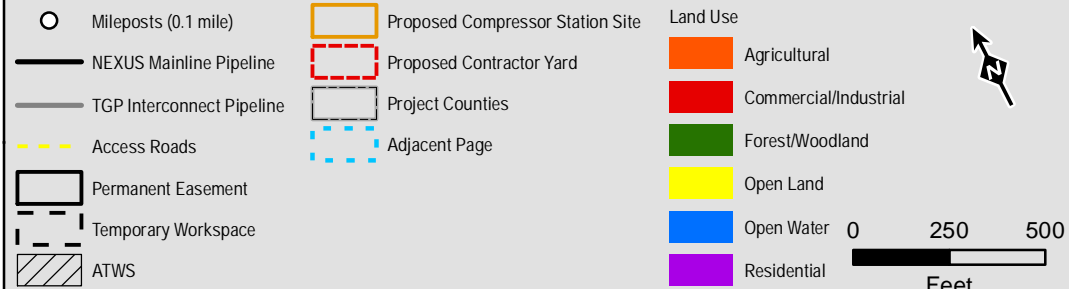 Mileposts (0.1 mile)
NEXUS Mainline Pipeline
TGP Interconnect Pipeline
Access Roads
Permanent Easement
Temporary Workspace
ATWS
Proposed Compressor Station Site
Proposed Contractor Yard
Project Counties
Adjacent Page
Land Use
Agricultural
Commercial/Industrial
Forest/Woodland
Open Land
Open Water
Residential
N
0 250 500
Feet